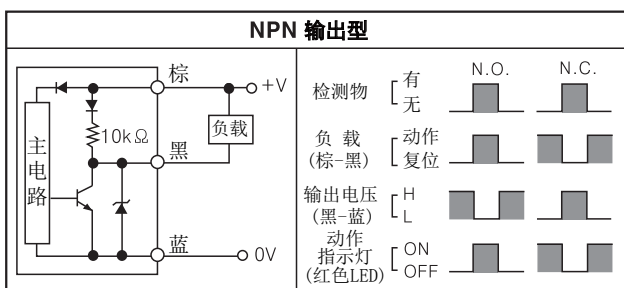 NPN 输出型
棕
+V
10kΩ
负载
主电路
黑
蓝
0V
N.O.
N.C.
检测物
有
无
负 载
(棕-黑)
动作
复位
输出电压
(黑-蓝)
H
L
动作
指示灯
(红色LED)
ON
OFF